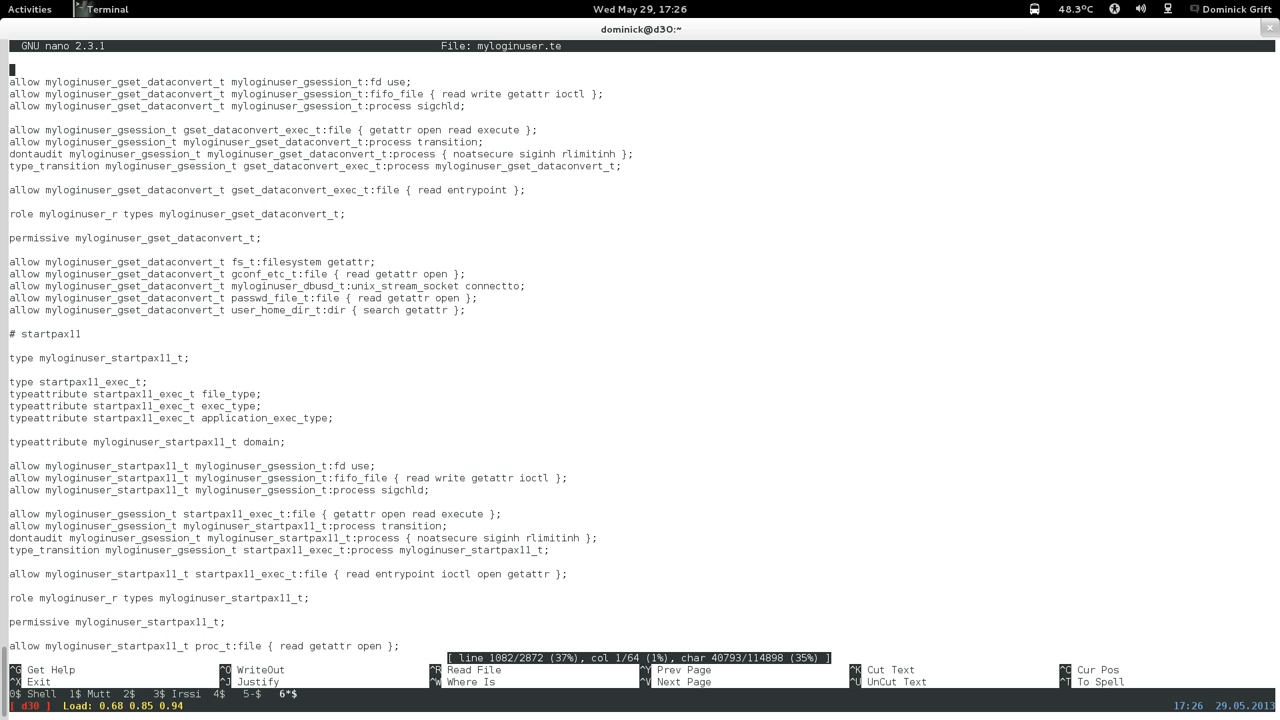 Activities Terminal Wed May 29, 17:26 48.3°C Dominick Grift
dominick@d30:~
GNU nano 2.3.1 File: myloginuser.te
allow myloginuser_gset_dataconvert_t myloginuser_gsession_t:fd use;
allow myloginuser_gset_dataconvert_t myloginuser_gsession_t:fifo_file { read write getattr ioctl };
allow myloginuser_gset_dataconvert_t myloginuser_gsession_t:process sigchld;
allow myloginuser_gsession_t gset_dataconvert_exec_t:file { getattr open read execute };
allow myloginuser_gsession_t myloginuser_gset_dataconvert_t:process transition;
dontaudit myloginuser_gsession_t myloginuser_gset_dataconvert_t:process { noatsecure siginh rlimitinh };
type_transition myloginuser_gsession_t gset_dataconvert_exec_t:process myloginuser_gset_dataconvert_t;
allow myloginuser_gset_dataconvert_t gset_dataconvert_exec_t:file { read entrypoint };
role myloginuser_r types myloginuser_gset_dataconvert_t;
permissive myloginuser_gset_dataconvert_t;
allow myloginuser_gset_dataconvert_t fs_t:filesystem getattr;
allow myloginuser_gset_dataconvert_t gconf_etc_t:file { read getattr open };
allow myloginuser_gset_dataconvert_t myloginuser_dbusd_t:unix_stream_socket connectto;
allow myloginuser_gset_dataconvert_t passwd_file_t:file { read getattr open };
allow myloginuser_gset_dataconvert_t user_home_dir_t:dir { search getattr };
# startpax11
type myloginuser_startpax11_t;
type startpax11_exec_t;
typeattribute startpax11_exec_t file_type;
typeattribute startpax11_exec_t exec_type;
typeattribute startpax11_exec_t application_exec_type;
typeattribute myloginuser_startpax11_t domain;
allow myloginuser_startpax11_t myloginuser_gsession_t:fd use;
allow myloginuser_startpax11_t myloginuser_gsession_t:fifo_file { read write getattr ioctl };
allow myloginuser_startpax11_t myloginuser_gsession_t:process sigchld;
allow myloginuser_gsession_t startpax11_exec_t:file { getattr open read execute };
allow myloginuser_gsession_t myloginuser_startpax11_t:process transition;
dontaudit myloginuser_gsession_t myloginuser_startpax11_t:process { noatsecure siginh rlimitinh };
type_transition myloginuser_gsession_t startpax11_exec_t:process myloginuser_startpax11_t;
allow myloginuser_startpax11_t startpax11_exec_t:file { read entrypoint ioctl open getattr };
role myloginuser_r types myloginuser_startpax11_t;
permissive myloginuser_startpax11_t;
allow myloginuser_startpax11_t proc_t:file { read getattr open };
[ line 1082/2872 (37%), col 1/64 (1%), char 40793/114898 (35%) ]
^G Get Help ^O WriteOut ^R Read File ^Y Prev Page ^K Cut Text ^C Cur Pos
^X Exit ^J Justify ^W Where Is ^V Next Page ^U UnCut Text ^T To Spell
0$ Shell 1$ Mutt 2$ 3$ Irssi 4$ 5-$ 6*$
[ d30 ] Load: 0.68 0.85 0.94 17:26 29.05.2013